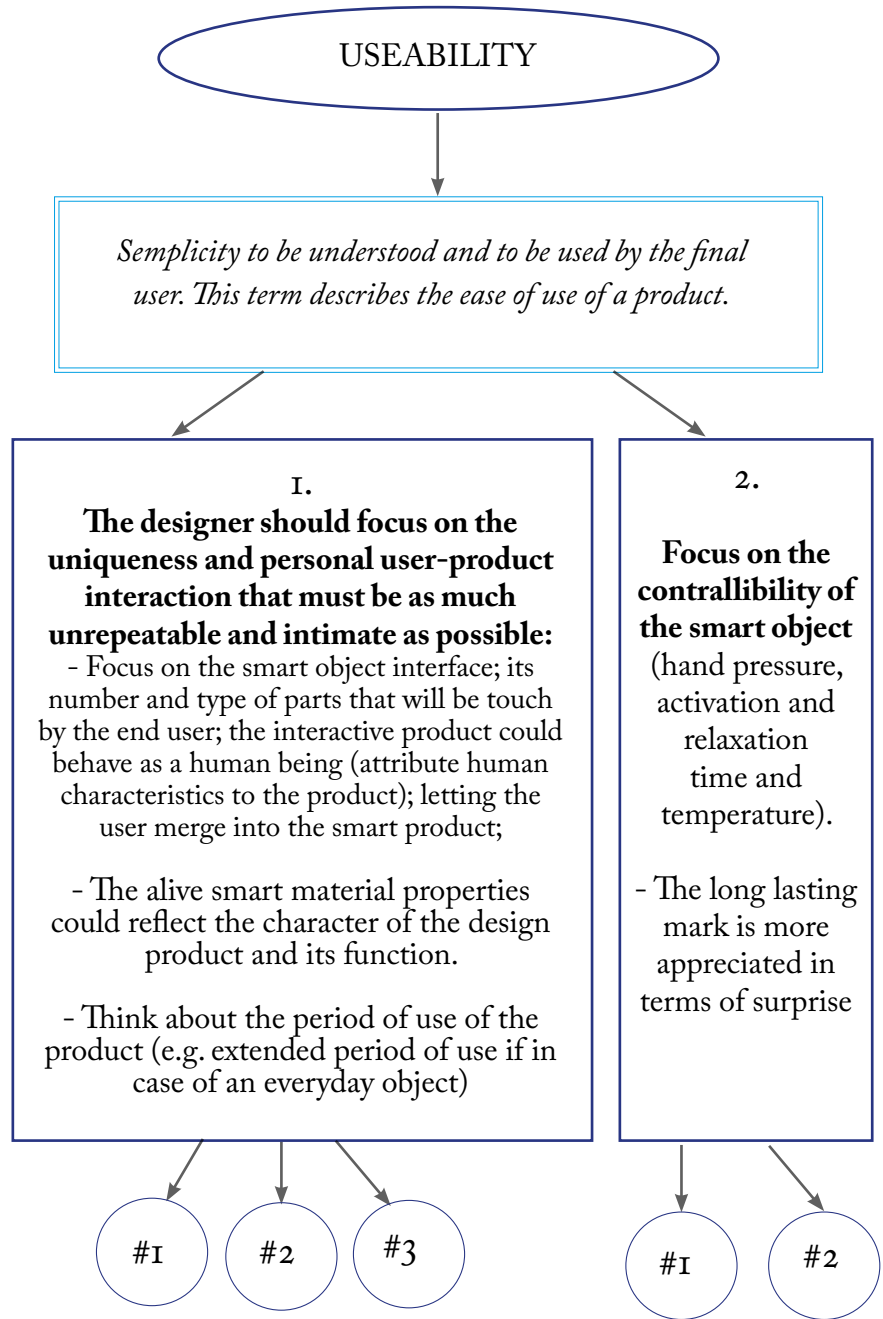 USEABILITY
Semplicity to be understood and to be used by the final
user. This term describes the ease of use of a product.
1.
The designer should focus on the
uniqueness and personal user-product
interaction that must be as much
unrepeatable and intimate as possible:
- Focus on the smart object interface; its
number and type of parts that will be touch
by the end user; the interactive product could
behave as a human being (attribute human
characteristics to the product); letting the
user merge into the smart product;
- The alive smart material properties
could reflect the character of the design
product and its function.
- Think about the period of use of the
product (e.g. extended period of use if in
case of an everyday object)
#1
#2
#3
2.
Focus on the
contrallibility of
the smart object
(hand pressure,
activation and
relaxation
time and
temperature).
- The long lasting
mark is more
appreciated in
terms of surprise
#1
#2